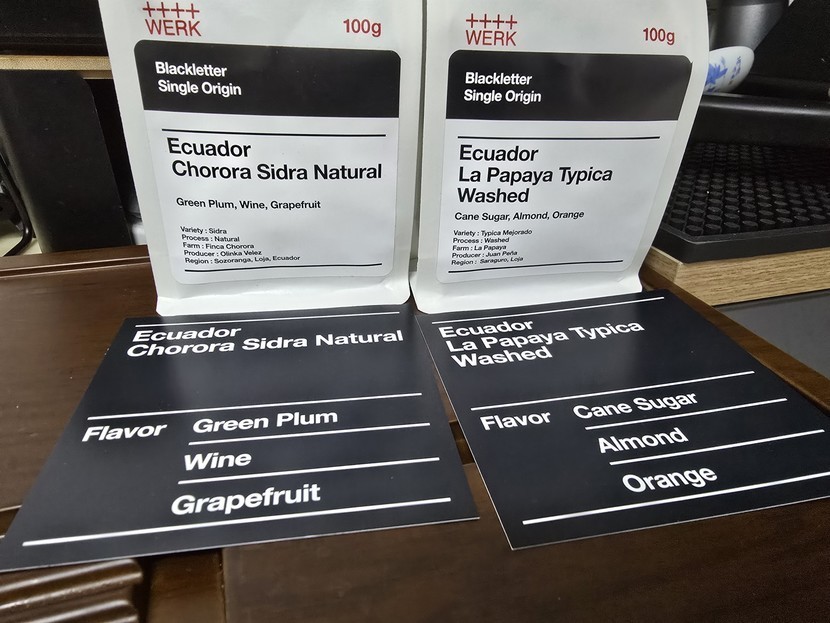 ++++
WERK
100g
Blackletter
Single Origin
Ecuador
Chorora Sidra Natural
Green Plum, Wine, Grapefruit
Variety : Sidra
Process : Natural
Farm : Finca Chorora
Producer : Olinka Velez
Region : Sozoranga, Loja, Ecuador
++++
WERK
100g
Blackletter
Single Origin
Ecuador
La Papaya Typica
Washed
Cane Sugar, Almond, Orange
Variety : Typica Mejorado
Process : Washed
Farm : La Papaya
Producer : Juan Peña
Region : Saraguro, Loja
Ecuador
Chorora Sidra Natural
Flavor
Green Plum
Wine
Grapefruit
Ecuador
La Papaya Typica
Washed
Flavor
Cane Sugar
Almond
Orange